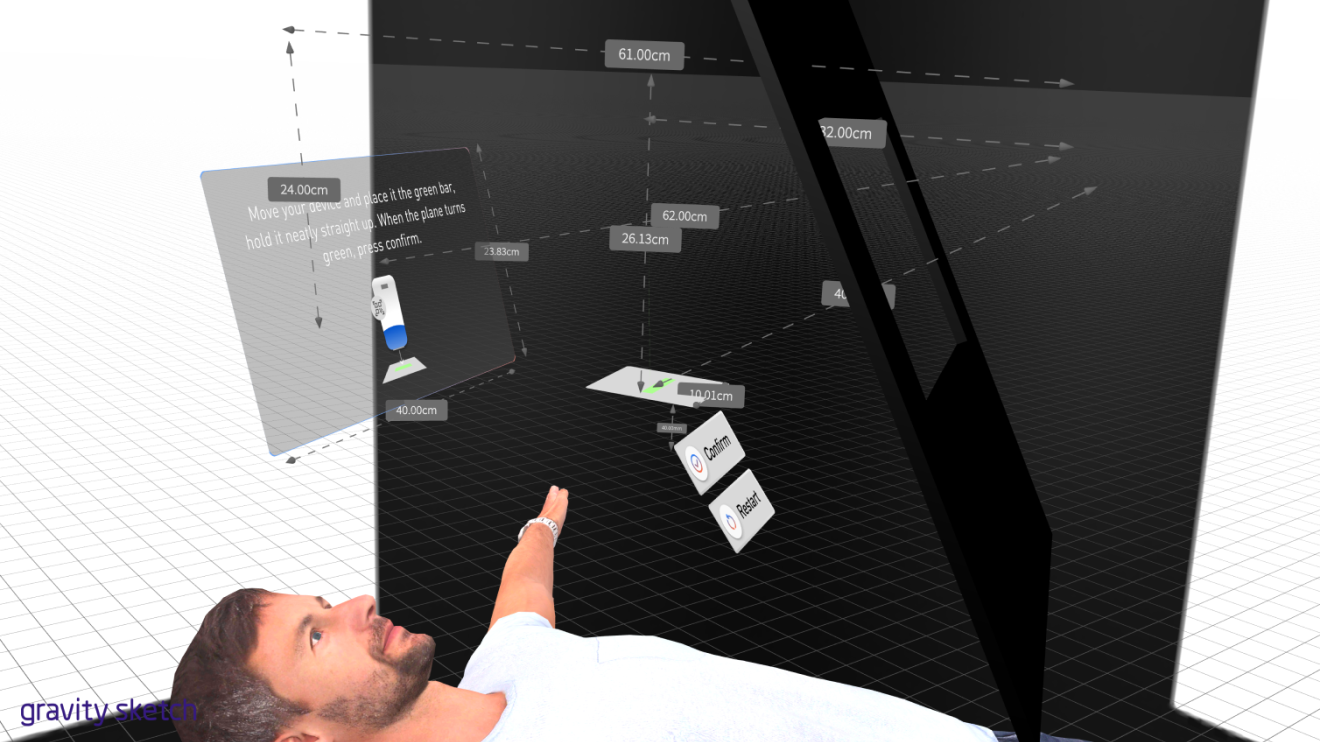 61.00cm
32.00cm
24.00cm
Move your device and place it the green bar,
hold it neatly straight up. When the plane turns
green, press confirm.
62.00cm
26.13cm
23.83cm
40
10.01cm
40.00cm
Confirm
Restart
gravity sketch